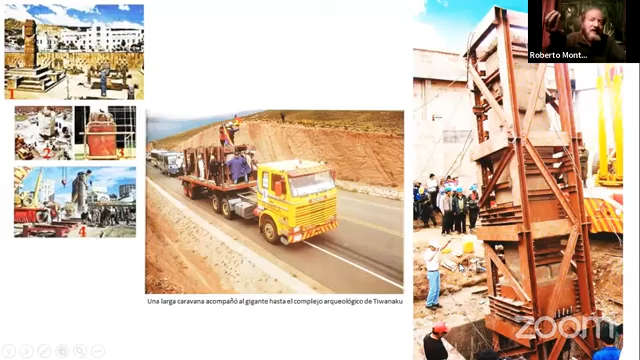 Roberto Mont...
1
2
3
4
Una larga caravana acompañó al gigante hasta el complejo arqueológico de Tiwanaku
zoom